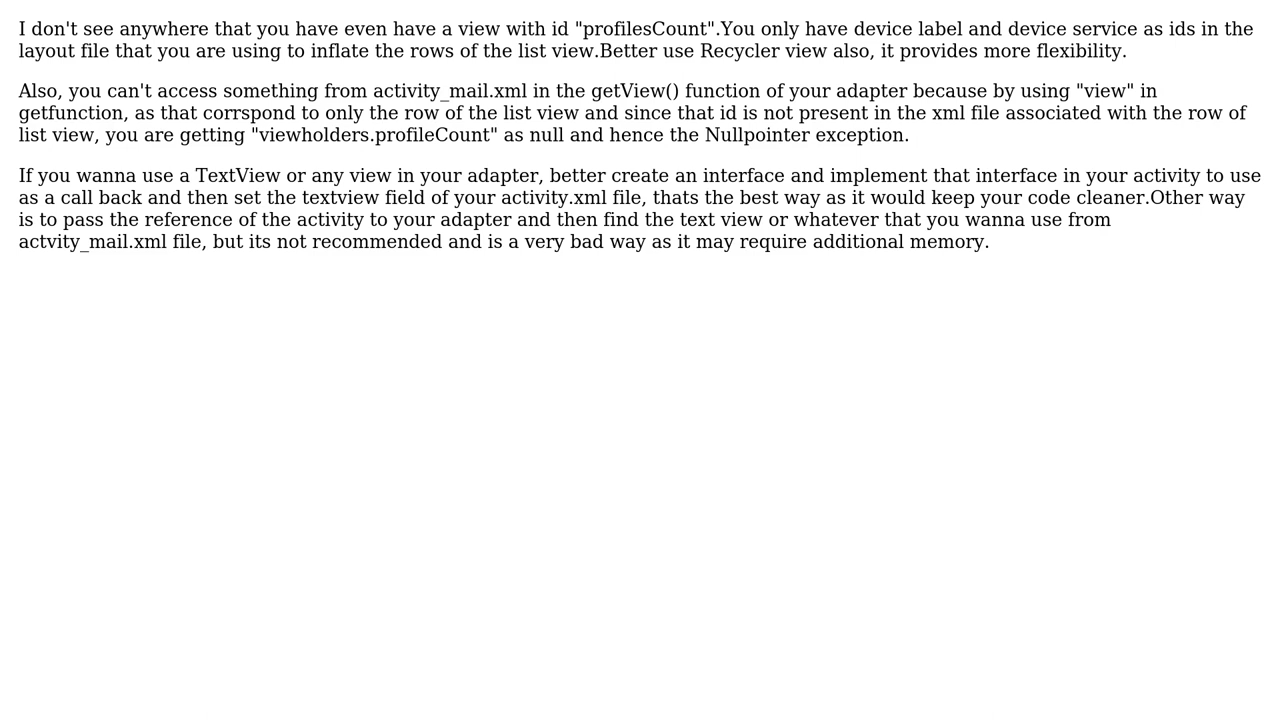 I don't see anywhere that you have even have a view with id "profilesCount".You only have device label and device service as ids in the
layout file that you are using to inflate the rows of the list view.Better use Recycler view also, it provides more flexibility.
Also, you can't access something from activity_mail.xml in the getView() function of your adapter because by using "view" in
getfunction, as that corrspond to only the row of the list view and since that id is not present in the xml file associated with the row of
list view, you are getting "viewholders.profileCount" as null and hence the Nullpointer exception.
If you wanna use a TextView or any view in your adapter, better create an interface and implement that interface in your activity to use
as a call back and then set the textview field of your activity.xml file, thats the best way as it would keep your code cleaner.Other way
is to pass the reference of the activity to your adapter and then find the text view or whatever that you wanna use from
actvity_mail.xml file, but its not recommended and is a very bad way as it may require additional memory.